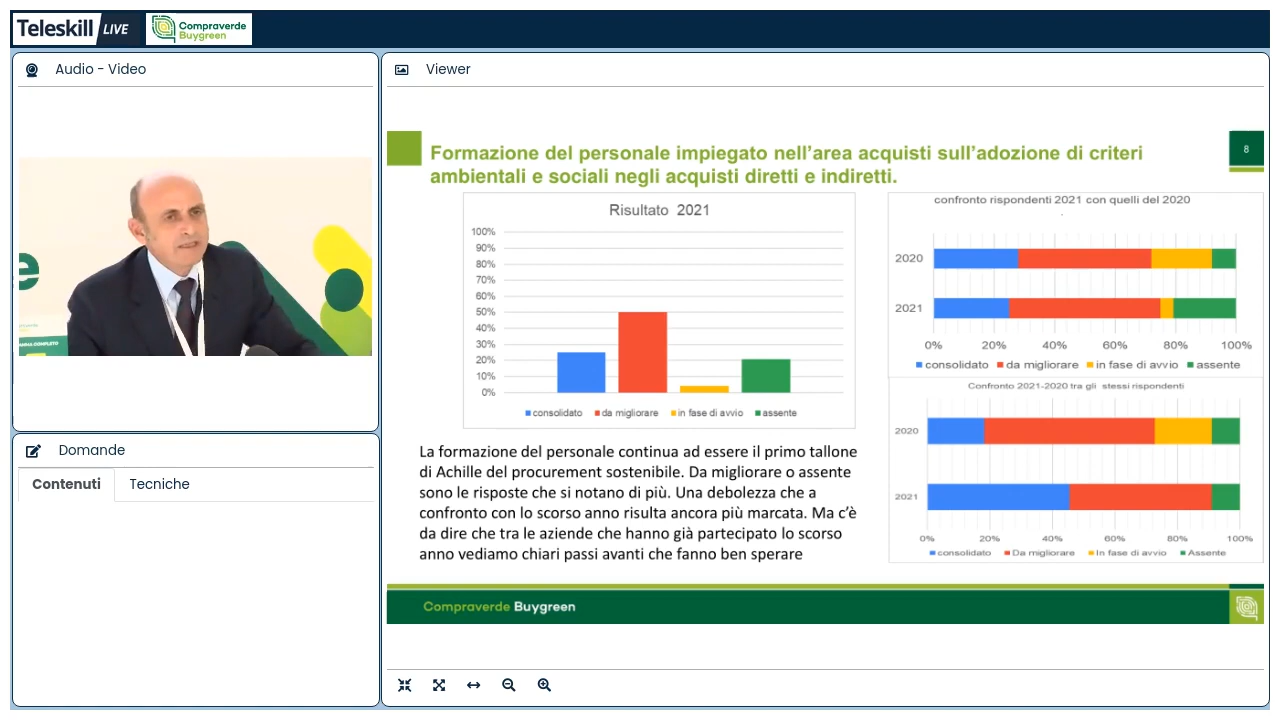 Teleskill LIVE
Compraverde
Buygreen
Audio - Video
e
ANMA COMPLETO
Domande
Contenuti
Tecniche
Viewer
Formazione del personale impiegato nell'area acquisti sull'adozione di criteri
ambientali e sociali negli acquisti diretti e indiretti.
8
Risultato 2021
100%
90%
80%
70%
60%
50%
40%
30%
20%
10%
0%
consolidato da migliorare in fase di avvio assente
La formazione del personale continua ad essere il primo tallone
di Achille del procurement sostenibile. Da migliorare o assente
sono le risposte che si notano di più. Una debolezza che a
confronto con lo scorso anno risulta ancora più marcata. Ma c'è
da dire che tra le aziende che hanno già partecipato lo scorso
anno vediamo chiari passi avanti che fanno ben sperare
confronto rispondenti 2021 con quelli del 2020
.
2020
2021
0% 20% 40% 60% 80% 100%
consolidato da migliorare in fase di avvio assente
Confronto 2021-2020 tra gli stessi rispondenti
2020
2021
0% 20% 40% 60% 80% 100%
consolidato Da migliorare In fase di avvio Assente
Compraverde Buygreen